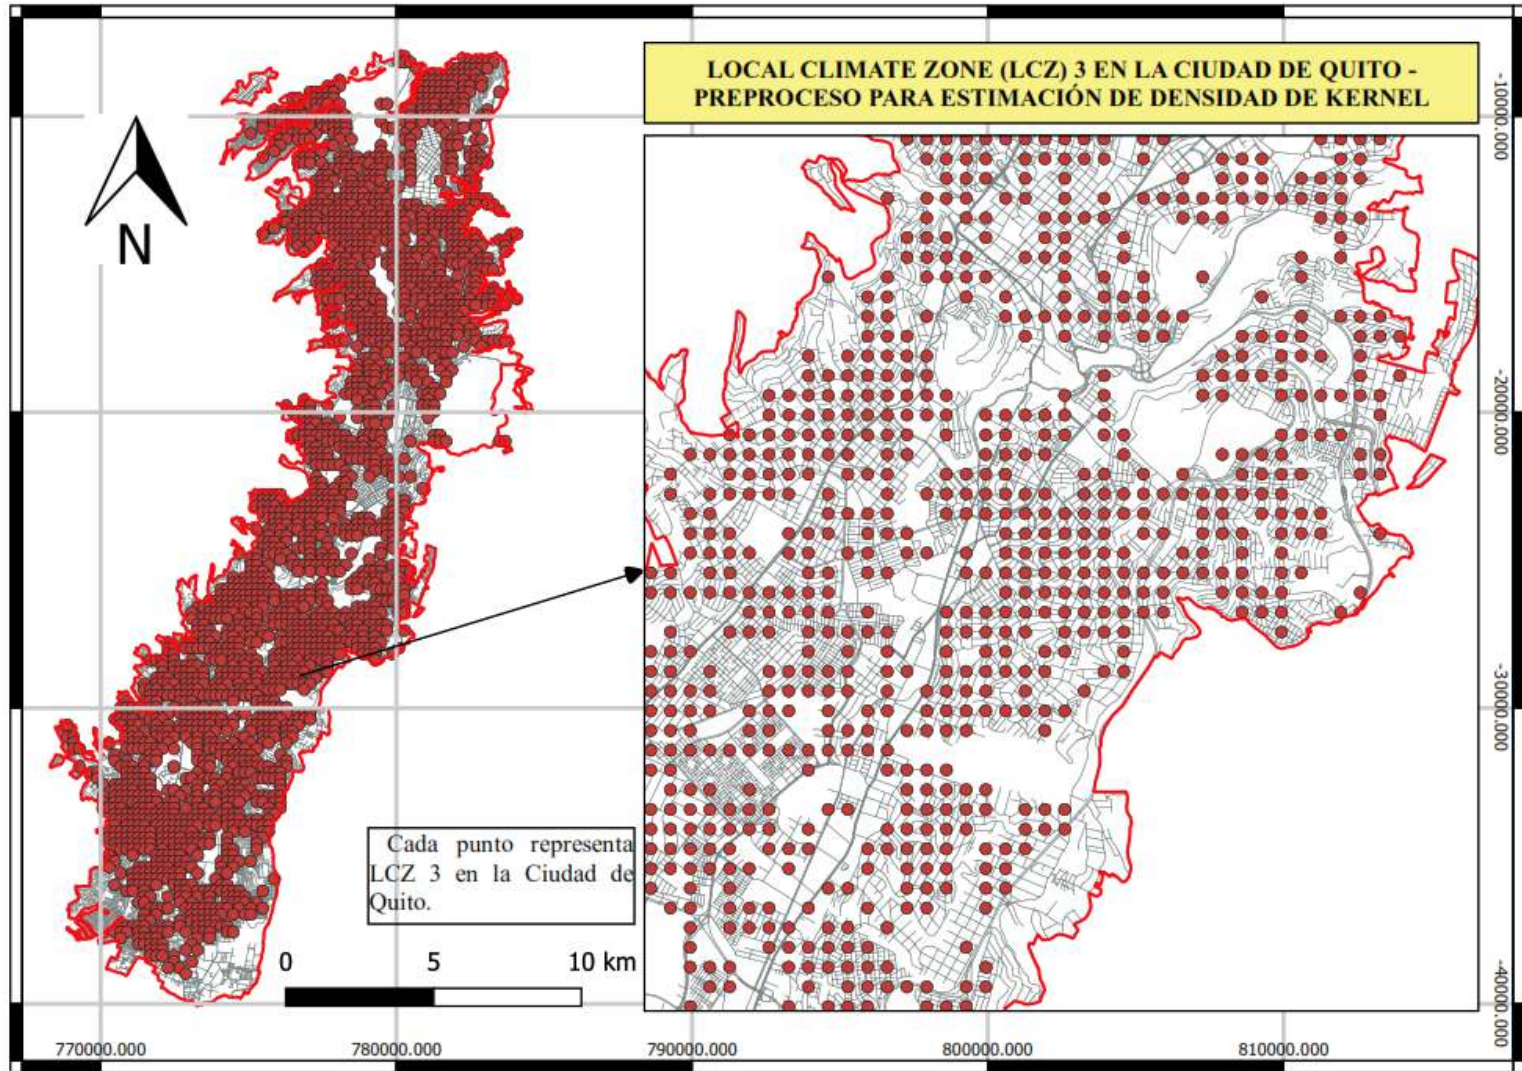 LOCAL CLIMATE ZONE (LCZ) 3 EN LA CIUDAD DE QUITO -
PREPROCESO PARA ESTIMACIÓN DE DENSIDAD DE KERNEL
N
Cada punto representa
LCZ 3 en la Ciudad de
Quito.
0 5 10 km
-10000.000
-20000.000
-30000.000
-40000.000
770000.000 780000.000 790000.000 800000.000 810000.000